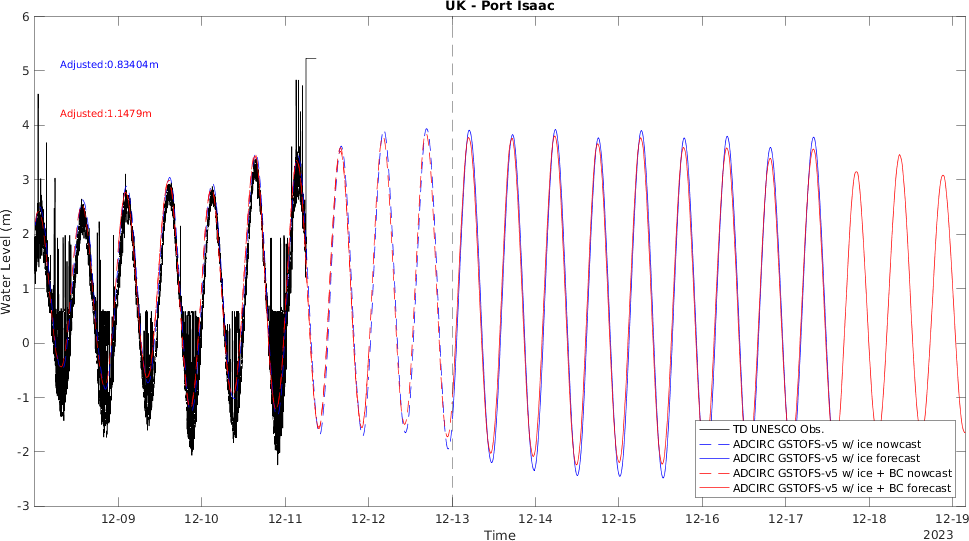 UK - Port Isaac
6
5
4
3
2
1
0
-1
-2
-3
Water Level (m)
Adjusted:0.83404m
Adjusted:1.1479m
TD UNESCO Obs.
ADCIRC GSTOFS-v5 w/ ice nowcast
ADCIRC GSTOFS-v5 w/ ice forecast
ADCIRC GSTOFS-v5 w/ ice + BC nowcast
ADCIRC GSTOFS-v5 w/ ice + BC forecast
12-09 12-10 12-11 12-12 12-13 12-14 12-15 12-16 12-17 12-18 12-19
Time
2023